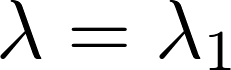 λ = λ₁